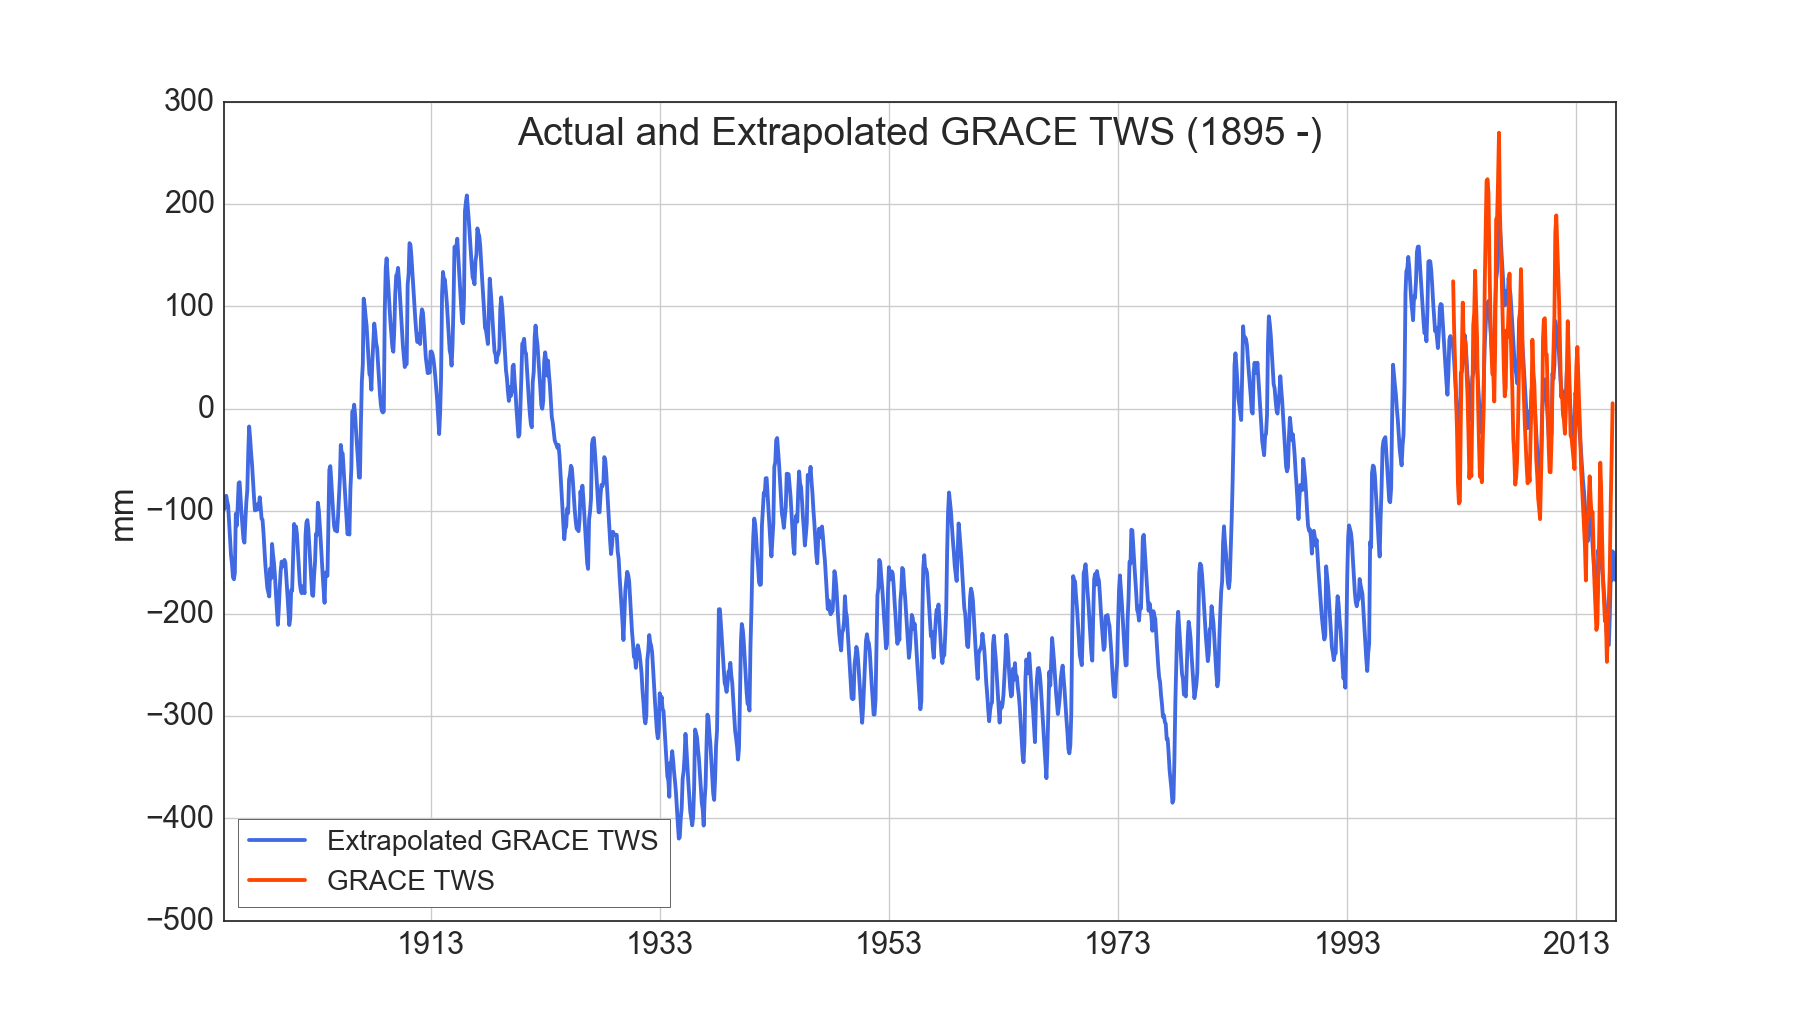 Actual and Extrapolated GRACE TWS (1895 -)
300
200
100
0
−100
−200
−300
−400
−500
mm
Extrapolated GRACE TWS
GRACE TWS
1913 1933 1953 1973 1993 2013